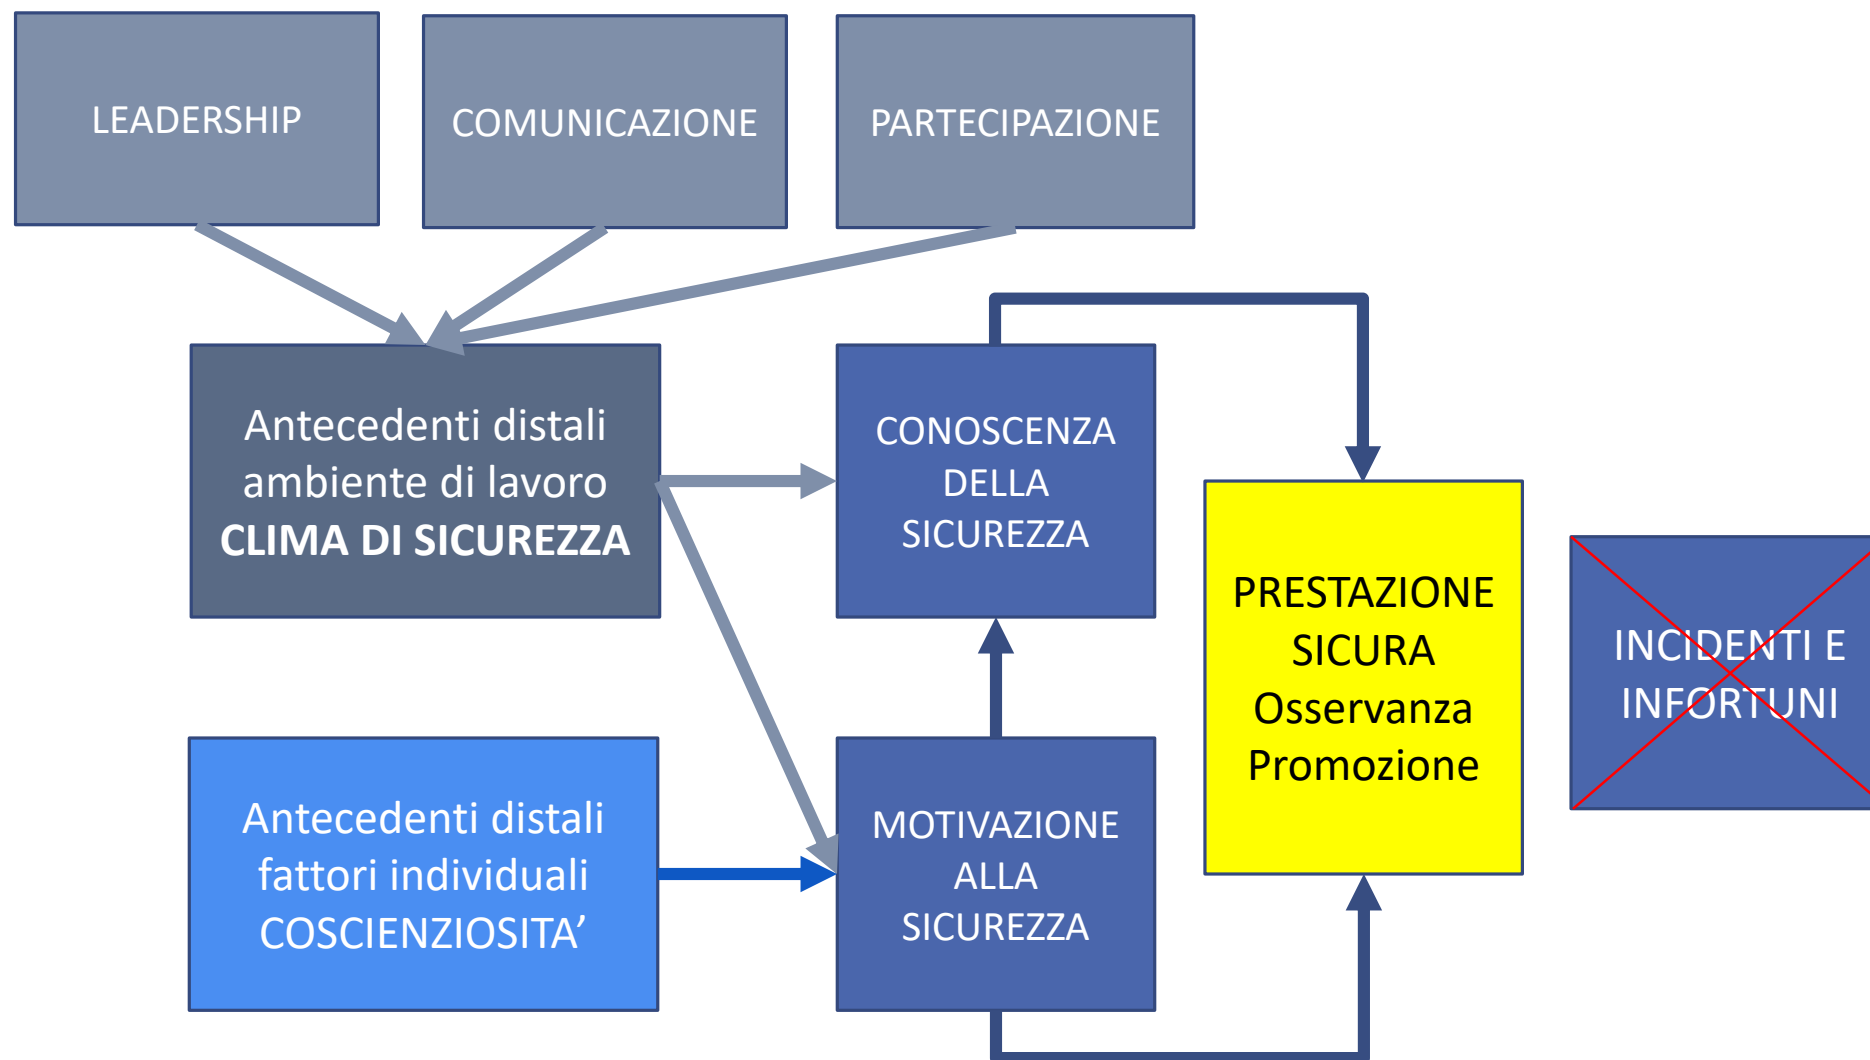 LEADERSHIP
COMUNICAZIONE
PARTECIPAZIONE
Antecedenti distali
ambiente di lavoro
CLIMA DI SICUREZZA
CONOSCENZA
DELLA
SICUREZZA
PRESTAZIONE
SICURA
Osservanza
Promozione
INCIDENTI E
INFORTUNI
Antecedenti distali
fattori individuali
COSCIENZIOSITA’
MOTIVAZIONE
ALLA
SICUREZZA